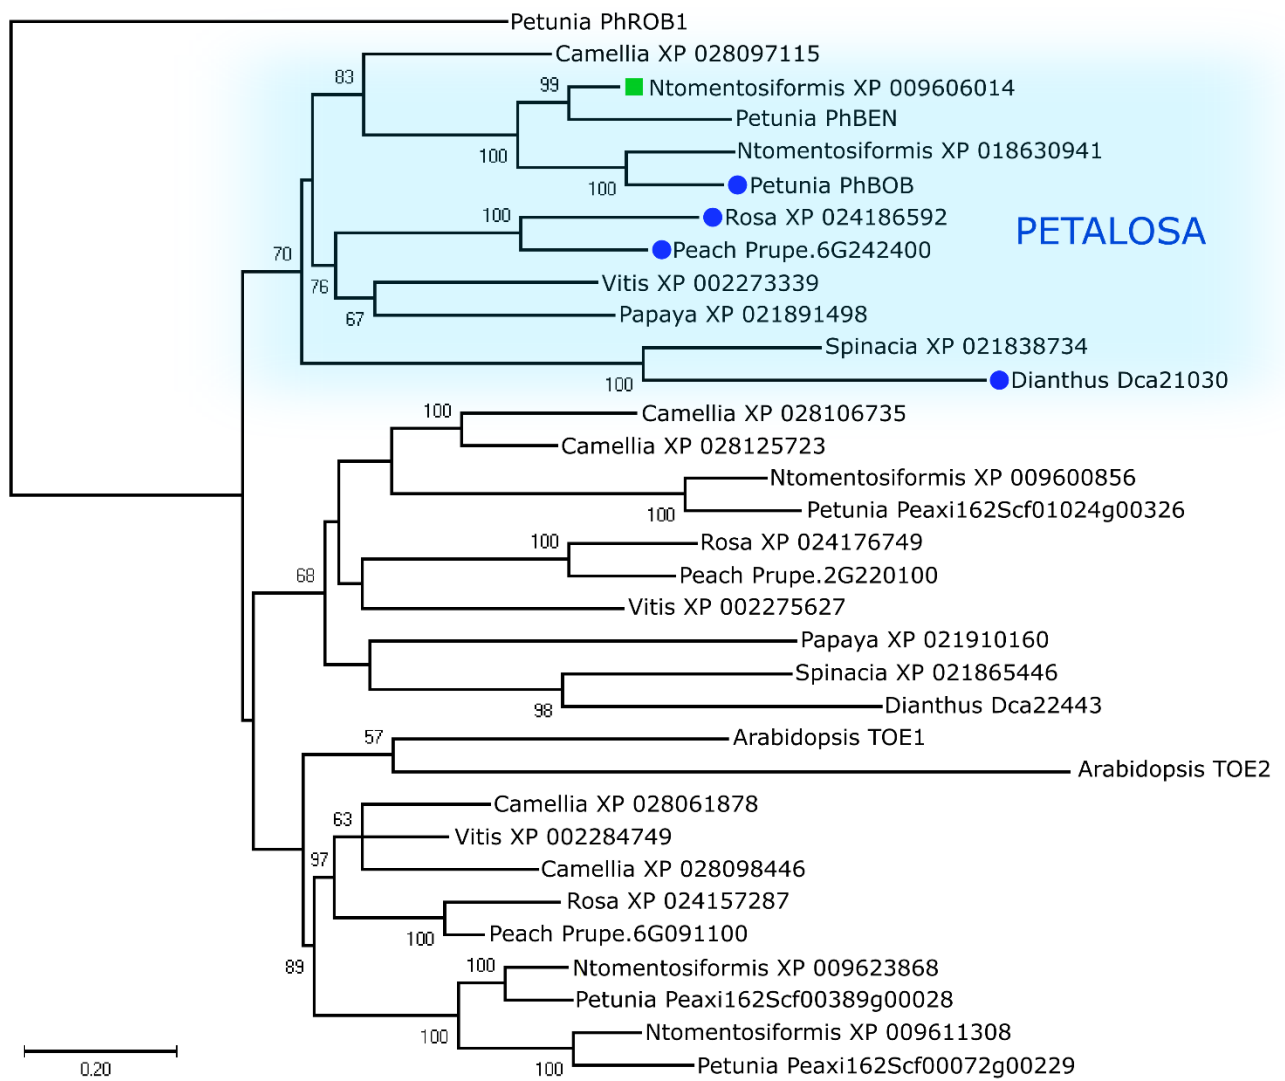 Petunia PhROB1
Camellia XP 028097115
83
99
Ntomentosiformis XP 009606014
Petunia PhBEN
100
Ntomentosiformis XP 018630941
100
Petunia PhBOB
100
Rosa XP 024186592
PETALOSA
Peach Prupe.6G242400
70
76
Vitis XP 002273339
67
Papaya XP 021891498
Spinacia XP 021838734
100
Dianthus Dca21030
100
Camellia XP 028106735
Camellia XP 028125723
Ntomentosiformis XP 009600856
100
Petunia Peaxi162Scf01024g00326
100
Rosa XP 024176749
68
Peach Prupe.2G220100
Vitis XP 002275627
Papaya XP 021910160
Spinacia XP 021865446
98
Dianthus Dca22443
57
Arabidopsis TOE1
Arabidopsis TOE2
Camellia XP 028061878
63
Vitis XP 002284749
97
Camellia XP 028098446
Rosa XP 024157287
100
Peach Prupe.6G091100
89
100
Ntomentosiformis XP 009623868
Petunia Peaxi162Scf00389g00028
100
Ntomentosiformis XP 009611308
100
Petunia Peaxi162Scf00072g00229
0.20